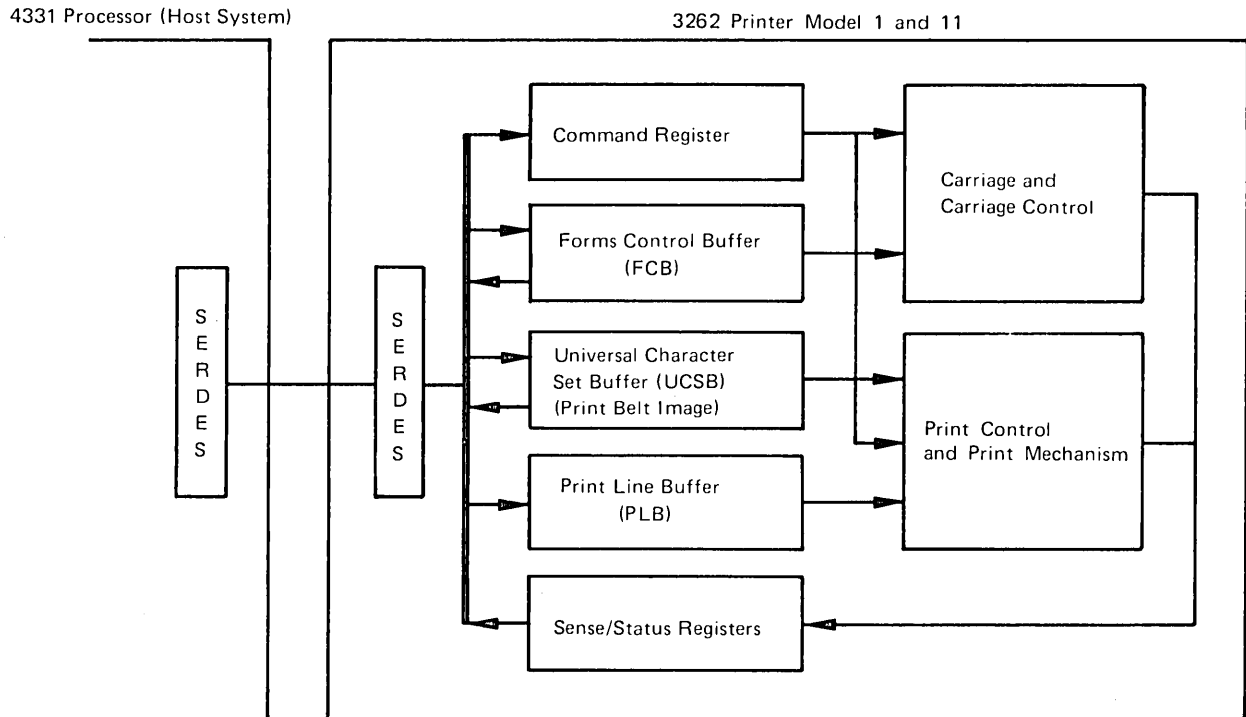 4331 Processor (Host System)
3262 Printer Model 1 and 11
SERDES
SERDES
Command Register
Forms Control Buffer
(FCB)
Universal Character
Set Buffer (UCSB)
(Print Belt Image)
Print Line Buffer
(PLB)
Sense/Status Registers
Carriage and
Carriage Control
Print Control
and Print Mechanism